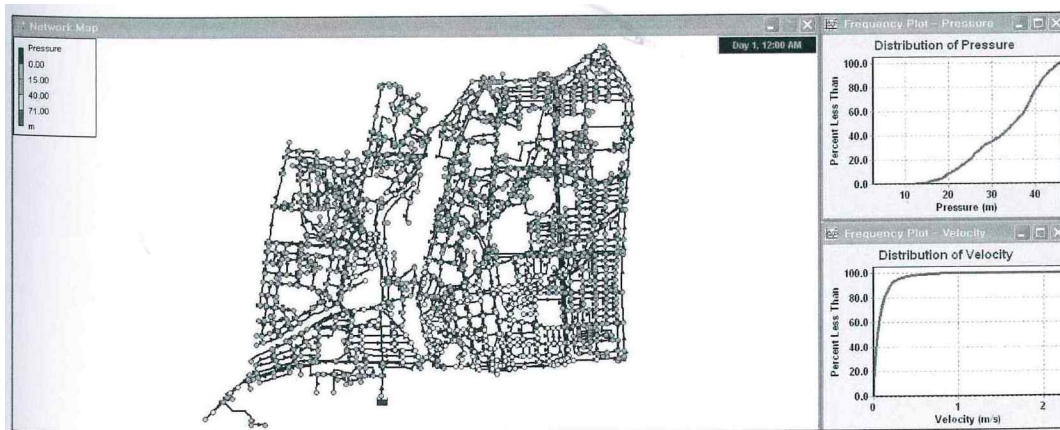 Network Map
Pressure
0.00
15.00
40.00
71.00
m
Day 1, 12:00 AM
Frequency Plot - Pressure
Distribution of Pressure
Percent Less Than
100.0
80.0
60.0
40.0
20.0
0.0
10
20
30
40
Pressure (m)
Frequency Plot - Velocity
Distribution of Velocity
Percent Less Than
100.0
80.0
60.0
40.0
20.0
0.0
0
1
2
Velocity (m/s)